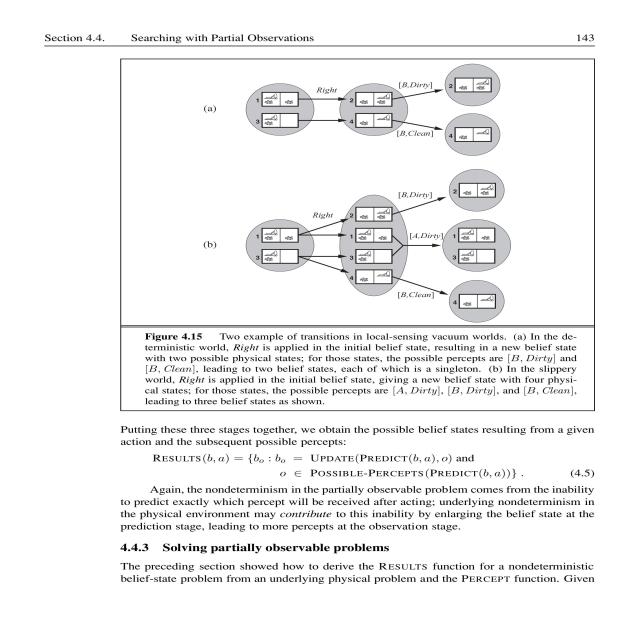 Section 4.4. Searching with Partial Observations 143
(a)
Right
[B,Dirty]
[B,Clean]
1
3
2
4
2
4
(b)
Right
[B,Dirty]
[A,Dirty]
[B,Clean]
1
3
2
1
3
4
2
1
3
4
Figure 4.15 Two example of transitions in local-sensing vacuum worlds. (a) In the de-
terministic world, Right is applied in the initial belief state, resulting in a new belief state
with two possible physical states; for those states, the possible percepts are [B, Dirty] and
[B, Clean], leading to two belief states, each of which is a singleton. (b) In the slippery
world, Right is applied in the initial belief state, giving a new belief state with four physi-
cal states; for those states, the possible percepts are [A, Dirty], [B, Dirty], and [B, Clean],
leading to three belief states as shown.
Putting these three stages together, we obtain the possible belief states resulting from a given
action and the subsequent possible percepts:
RESULTS(b, a) = {b_o : b_o = UPDATE(PREDICT(b, a), o) and
o ∈ POSSIBLE-PERCEPTS(PREDICT(b, a))} . (4.5)
Again, the nondeterminism in the partially observable problem comes from the inability
to predict exactly which percept will be received after acting; underlying nondeterminism in
the physical environment may contribute to this inability by enlarging the belief state at the
prediction stage, leading to more percepts at the observation stage.
4.4.3 Solving partially observable problems
The preceding section showed how to derive the RESULTS function for a nondeterministic
belief-state problem from an underlying physical problem and the PERCEPT function. Given